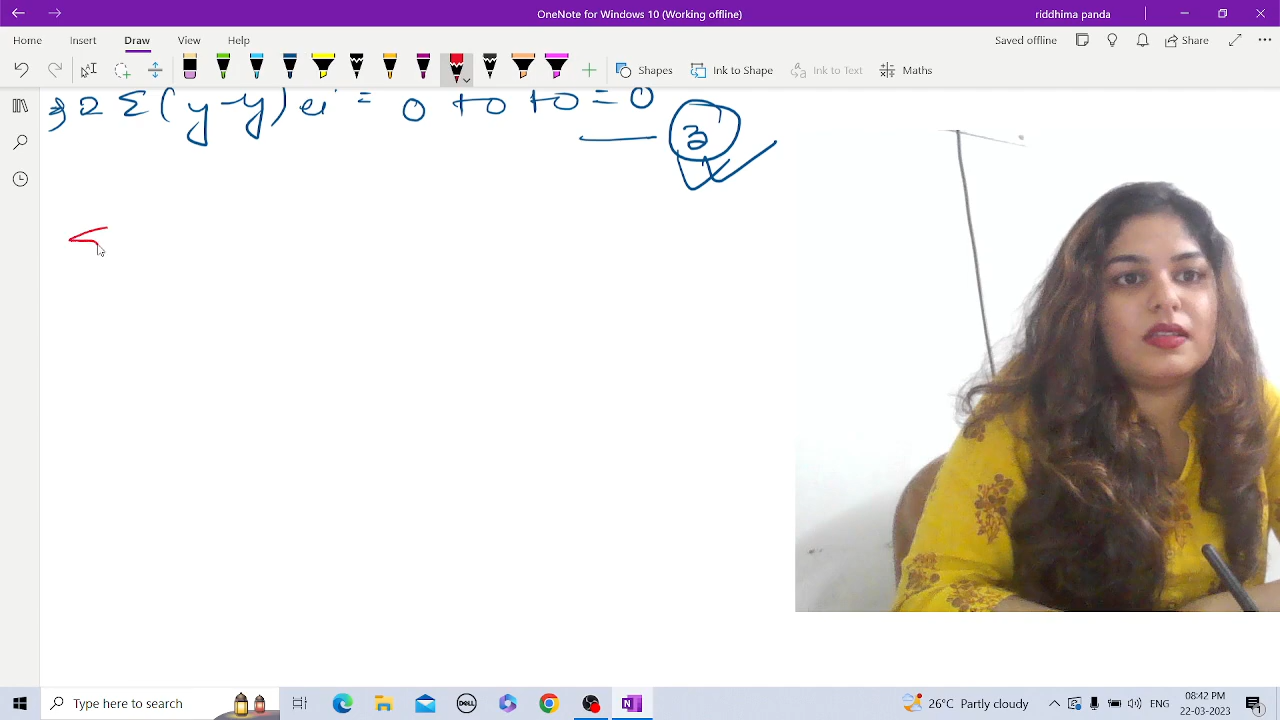 OneNote for Windows 10 (Working offline)
riddhima panda
Home Insert Draw View Help
Saved offline
Share
Shapes
Ink to Shape
Ink to Text
Maths
2 Σ(y-y) ei = 0 +0 +0 = 0
3
Type here to search
DELL
26°C Partly cloudy
ENG
08:42 PM
22-03-2023
1